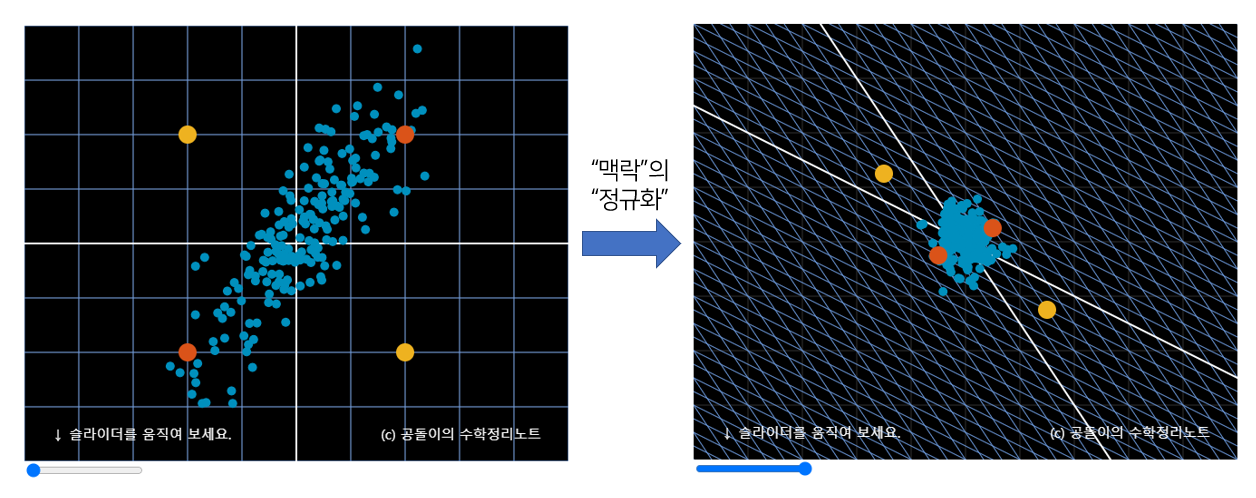 “맥락”의
“정규화”
↓ 슬라이더를 움직여 보세요.
(c) 공돌이의 수학정리노트
↓ 슬라이더를 움직여 보세요.
(c) 공돌이의 수학정리노트